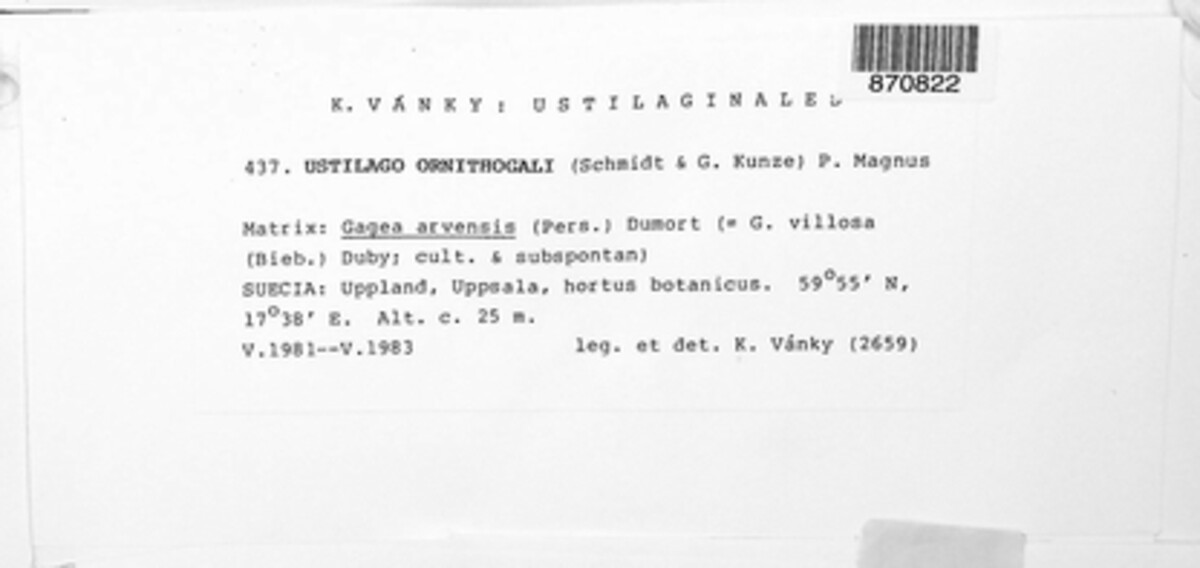 870822
K. VÁNKY: USTILAGINALES
437. USTILAGO ORNITHOGALI (Schmidt & G. Kunze) P. Magnus
Matrix: Gagea arvensis (Pers.) Dumort (= G. villosa
(Bieb.) Duby; cult. & subspontan)
SUECIA: Uppland, Uppsala, hortus botanicus. 59°55' N,
17°38' E. Alt. c. 25 m.
V.1981--V.1983 leg. et det. K. Vánky (2659)